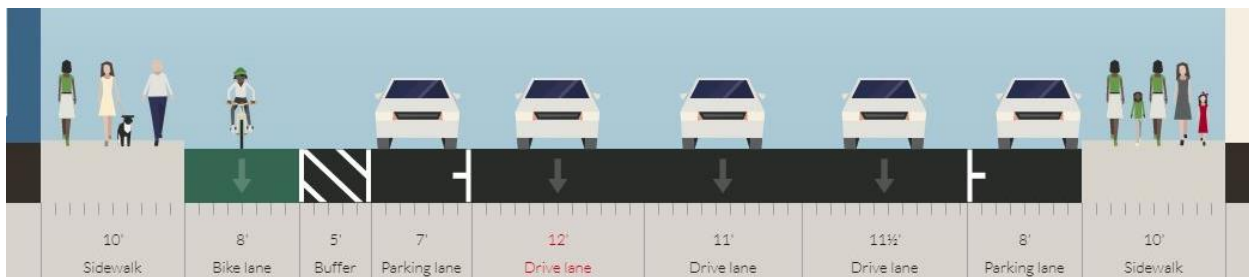 10' 8' 5' 7' 12' 11' 11½' 8' 10'
Sidewalk Bike lane Buffer Parking lane Drive lane Drive lane Drive lane Parking lane Sidewalk